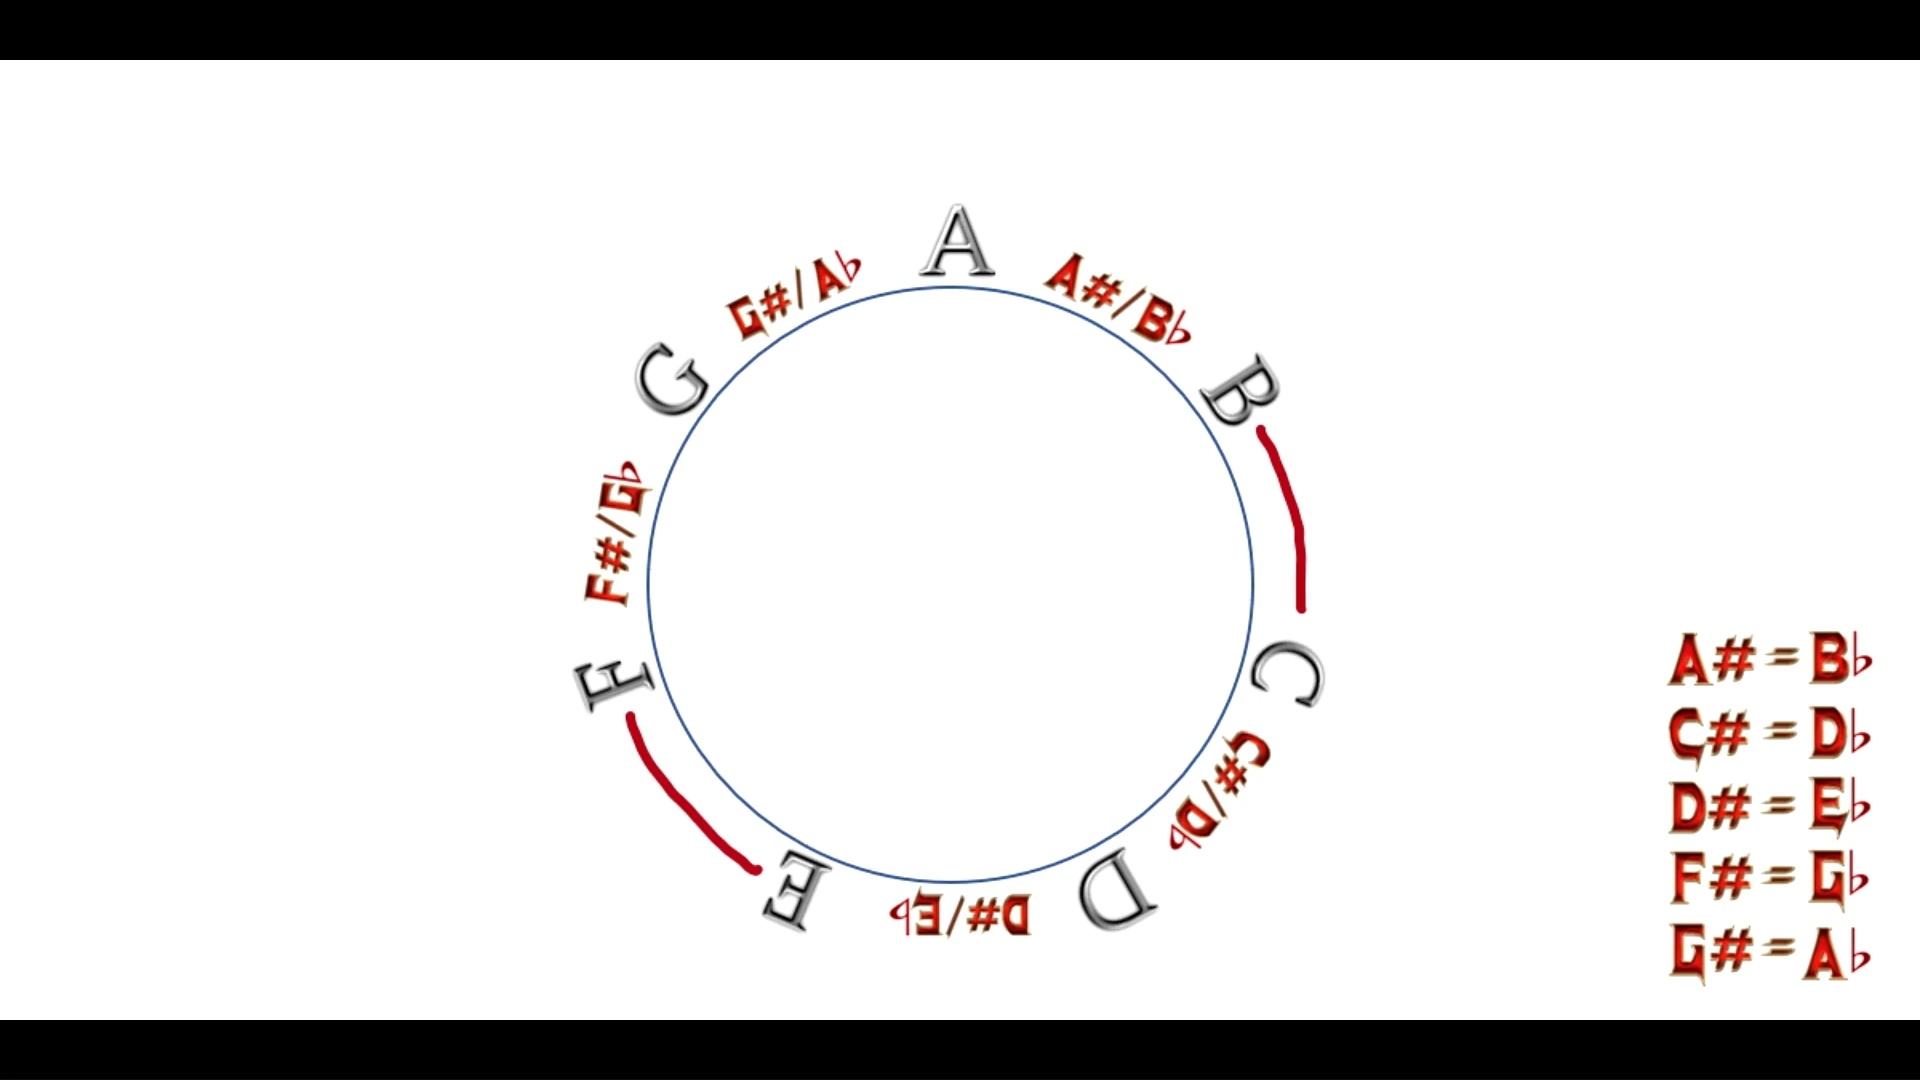 A
A#/B♭
B
C
C#/D♭
D
D#/E♭
E
F
F#/G♭
G
G#/A♭
A# = B♭
C# = D♭
D# = E♭
F# = G♭
G# = A♭